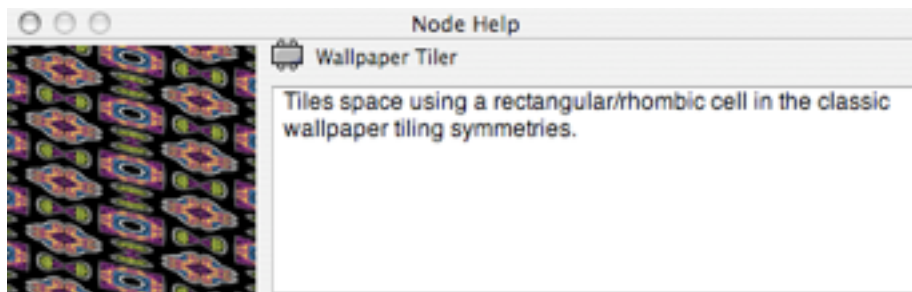 Node Help
Wallpaper Tiler
Tiles space using a rectangular/rhombic cell in the classic
wallpaper tiling symmetries.